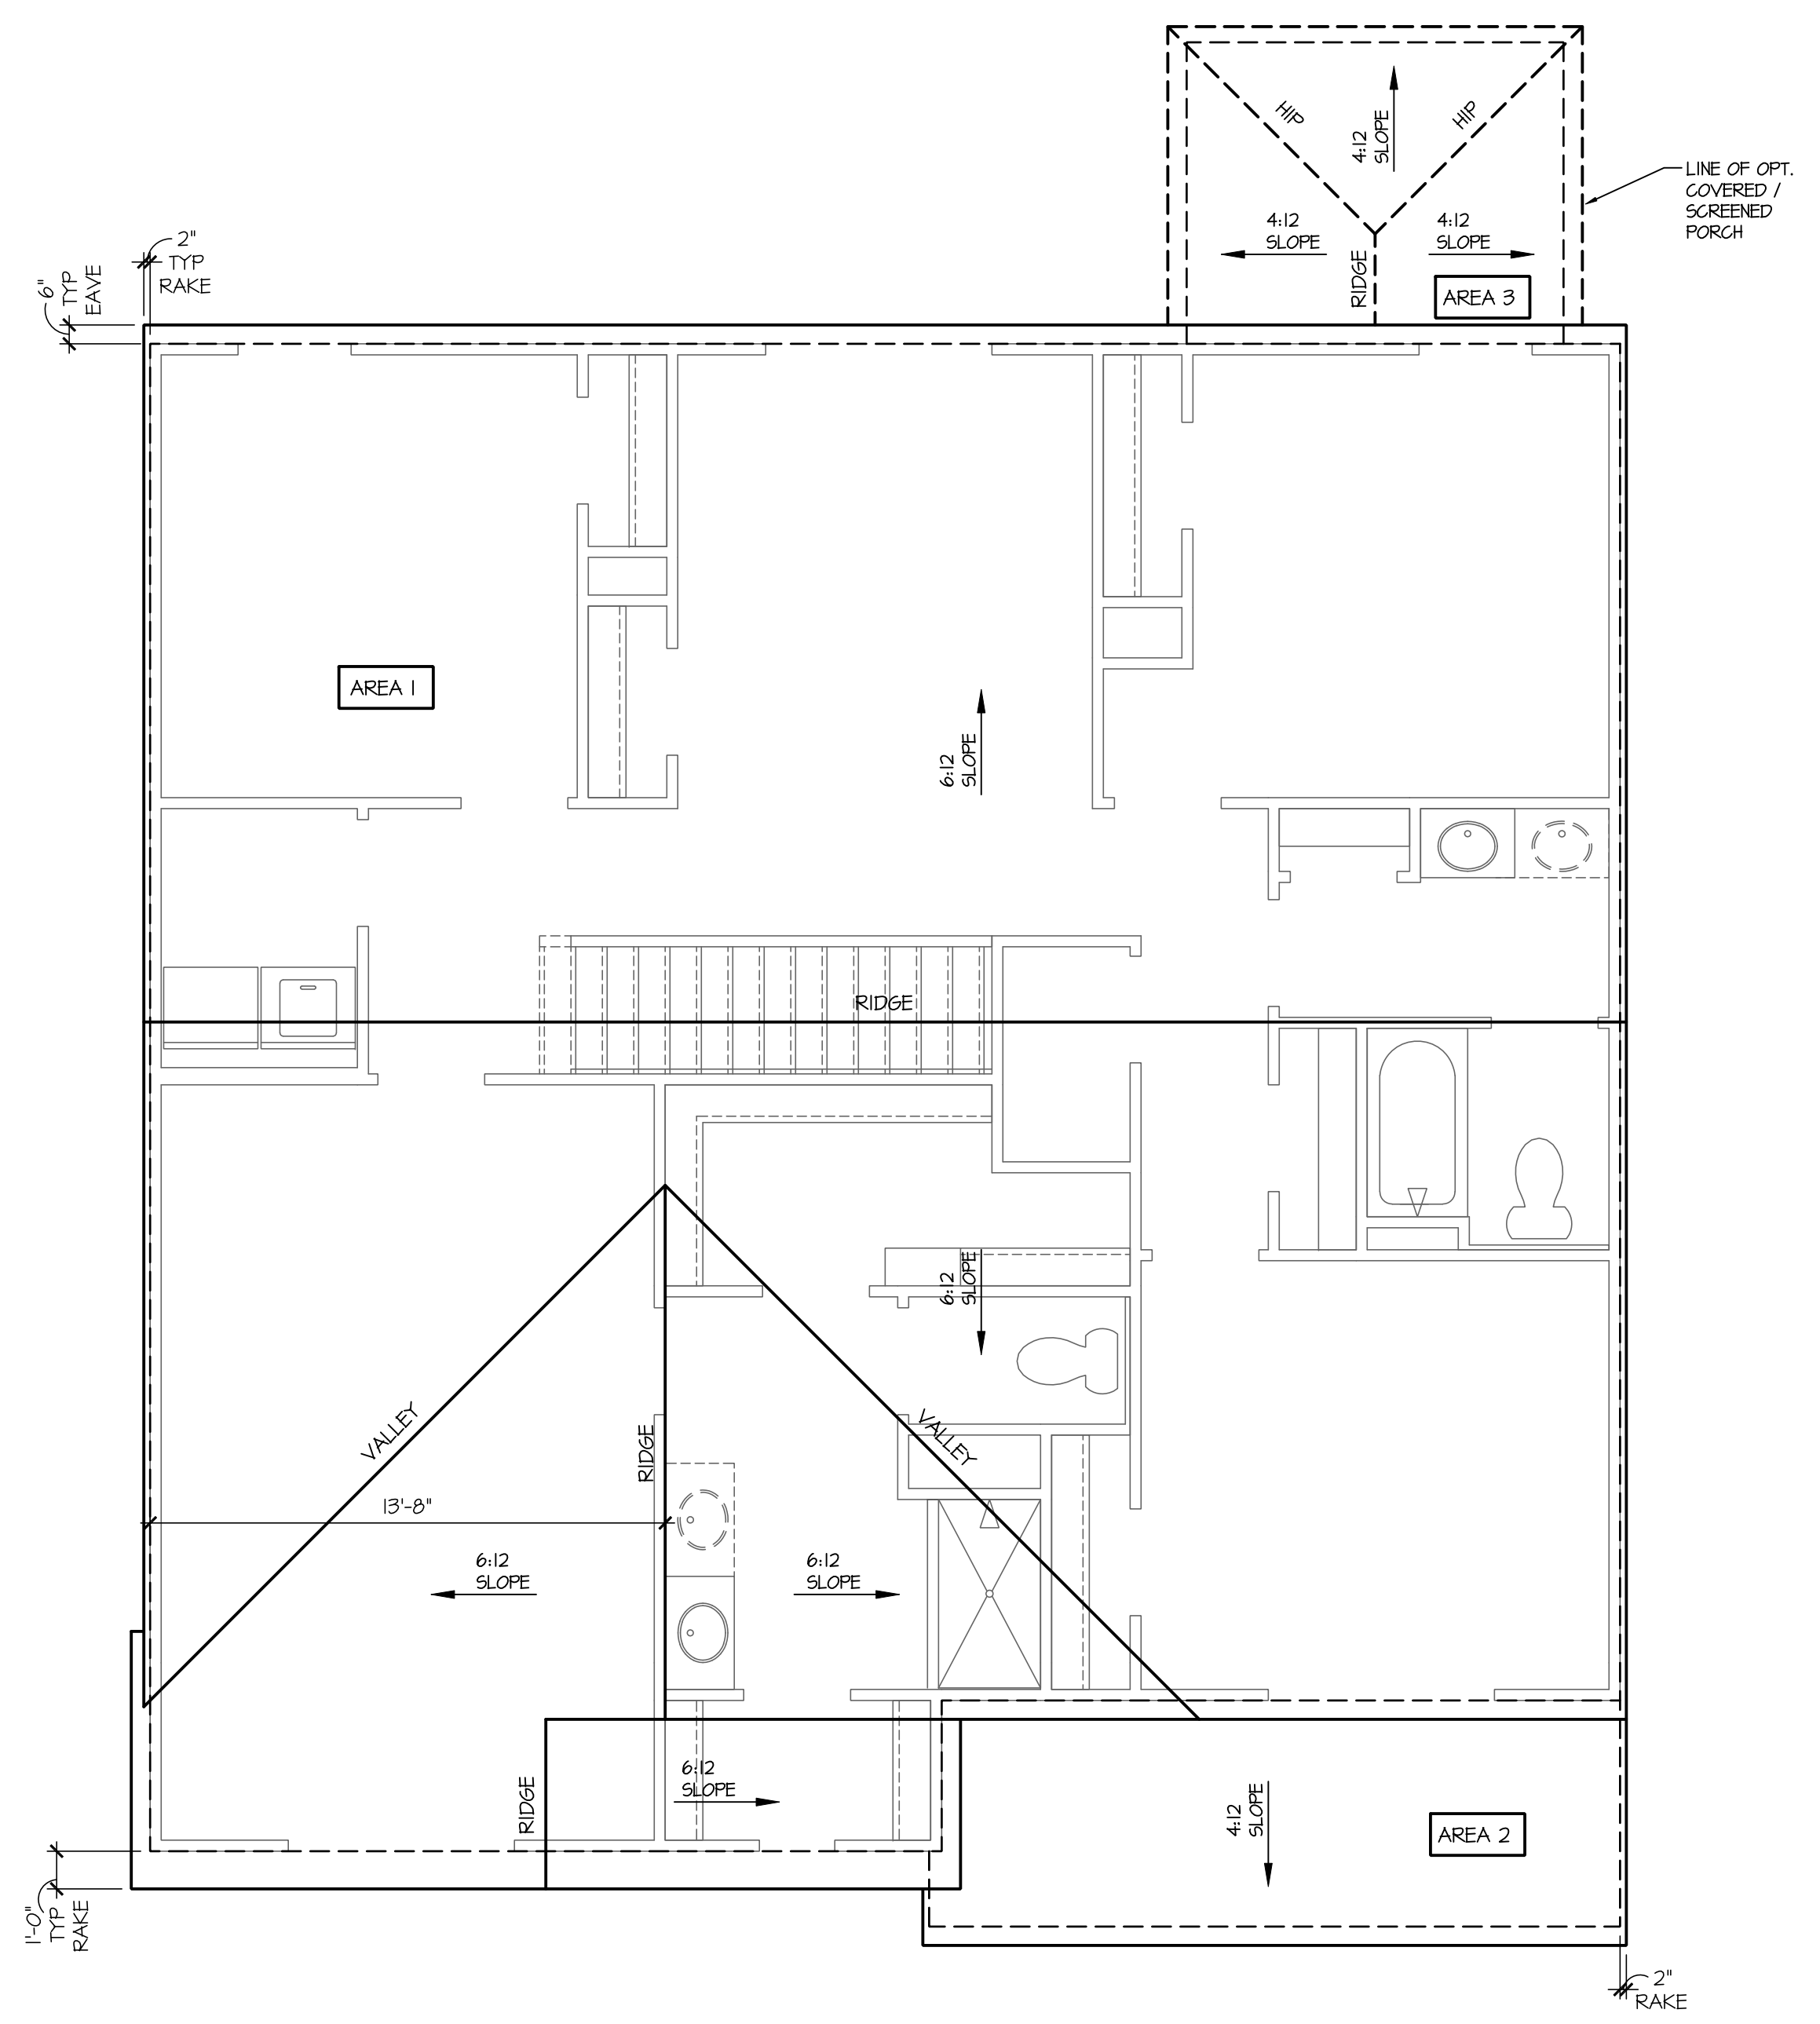 HIP
HIP
4:12
SLOPE
LINE OF OPT.
COVERED /
SCREENED
PORCH
4:12
SLOPE
4:12
SLOPE
RIDGE
AREA 3
2"
TYP
RAKE
6"
TYP
EAVE
AREA 1
6:12
SLOPE
RIDGE
6:12
SLOPE
VALLEY
VALLEY
RIDGE
13'-8"
6:12
SLOPE
6:12
SLOPE
6:12
SLOPE
RIDGE
4:12
SLOPE
AREA 2
1'-0"
TYP
RAKE
2"
RAKE